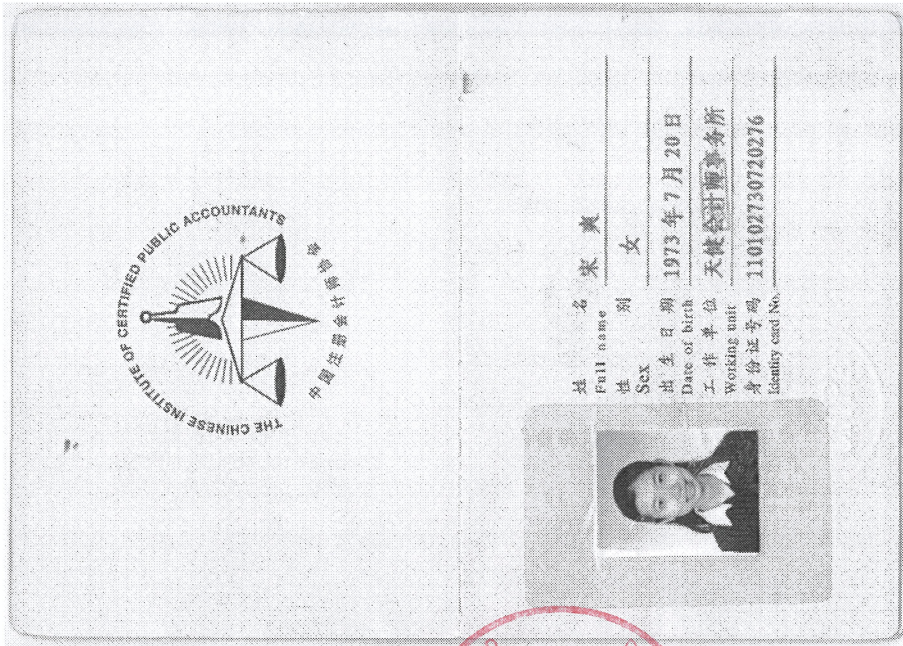 THE CHINESE INSTITUTE OF CERTIFIED PUBLIC ACCOUNTANTS
中国注册会计师协会
姓 名 宋 爽
Full name
性 别 女
Sex
出 生 日 期 1973年7月20日
Date of birth
工 作 单 位 天健会计师事务所
Working unit
身份证号码 110102730720276
Identity card No.